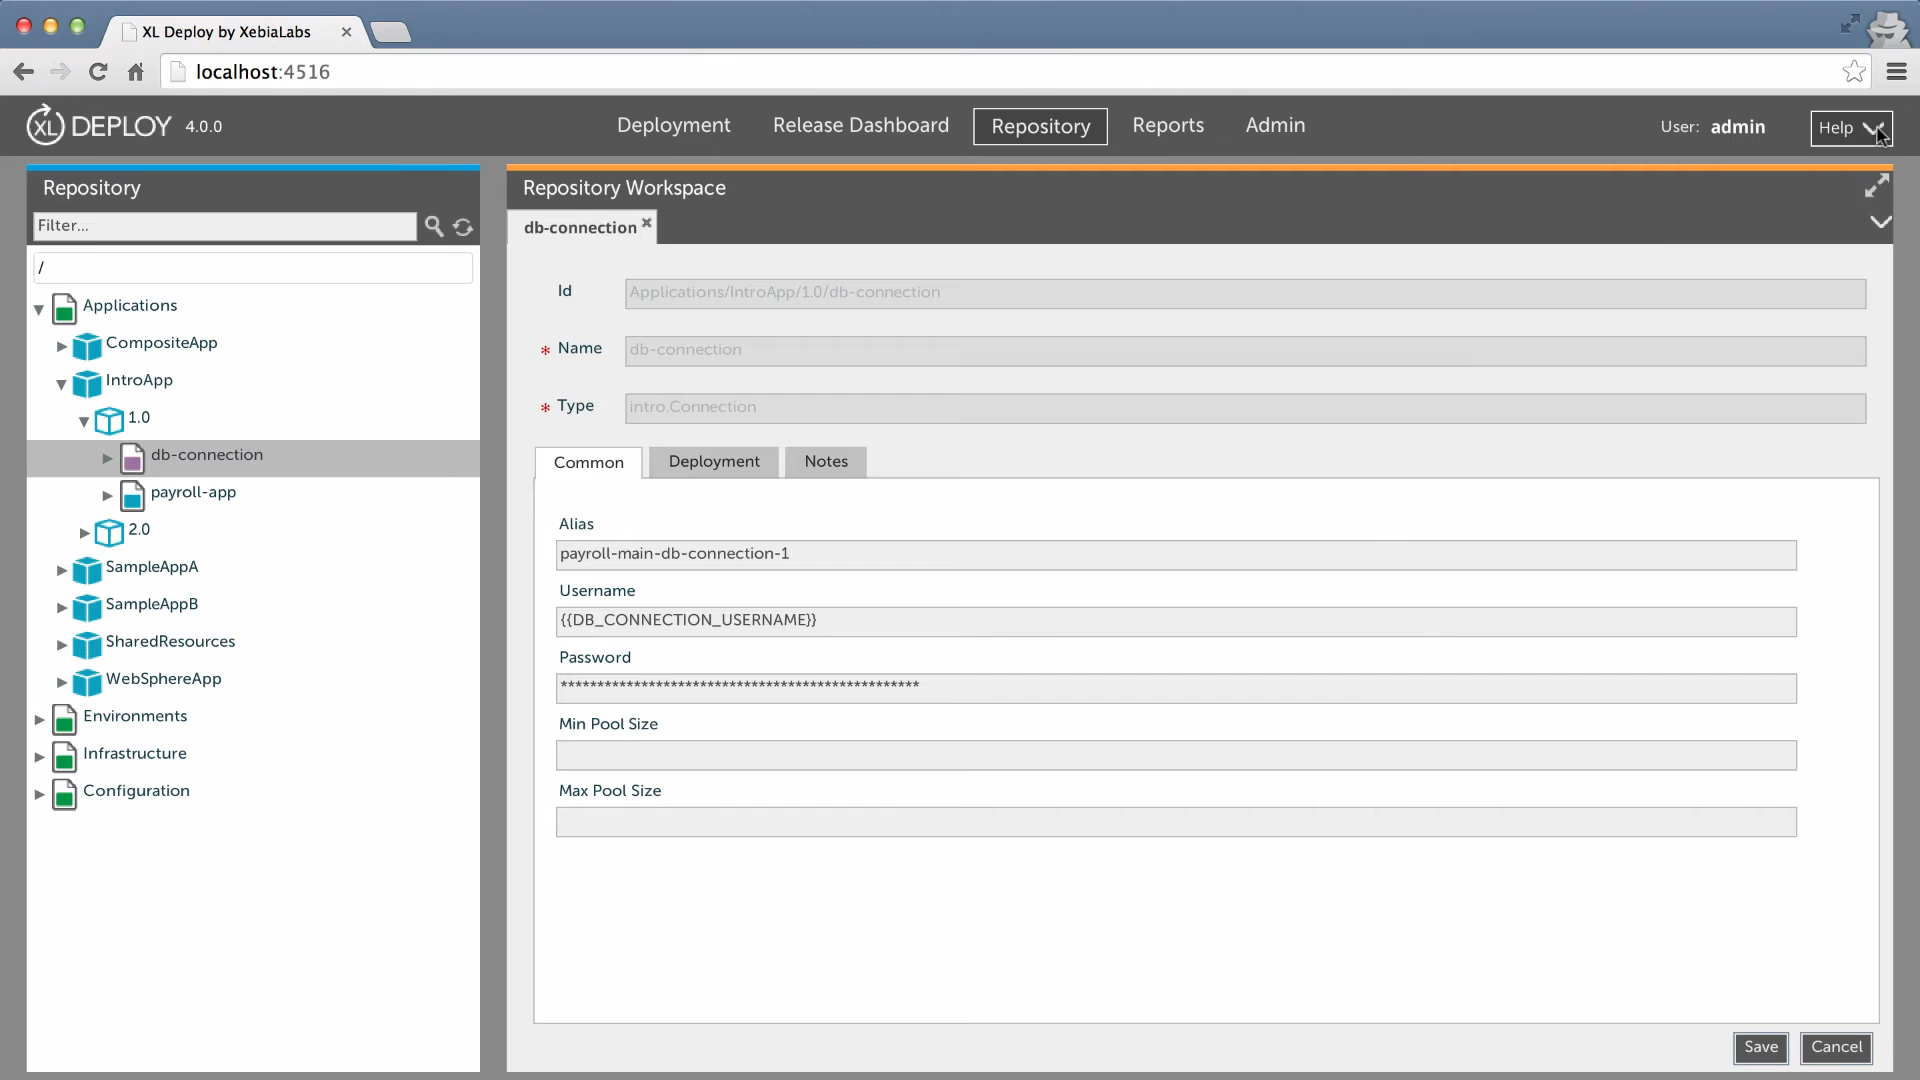 XL Deploy by XebiaLabs
localhost:4516
XL DEPLOY 4.0.0
Deployment Release Dashboard Repository Reports Admin
User: admin
Help
Repository
Filter...
/
Applications
CompositeApp
IntroApp
1.0
db-connection
payroll-app
2.0
SampleAppA
SampleAppB
SharedResources
WebSphereApp
Environments
Infrastructure
Configuration
Repository Workspace
db-connection
Id Applications/IntroApp/1.0/db-connection
* Name db-connection
* Type intro.Connection
Common Deployment Notes
Alias
payroll-main-db-connection-1
Username
{{DB_CONNECTION_USERNAME}}
Password
*************************************************
Min Pool Size
Max Pool Size
Save Cancel